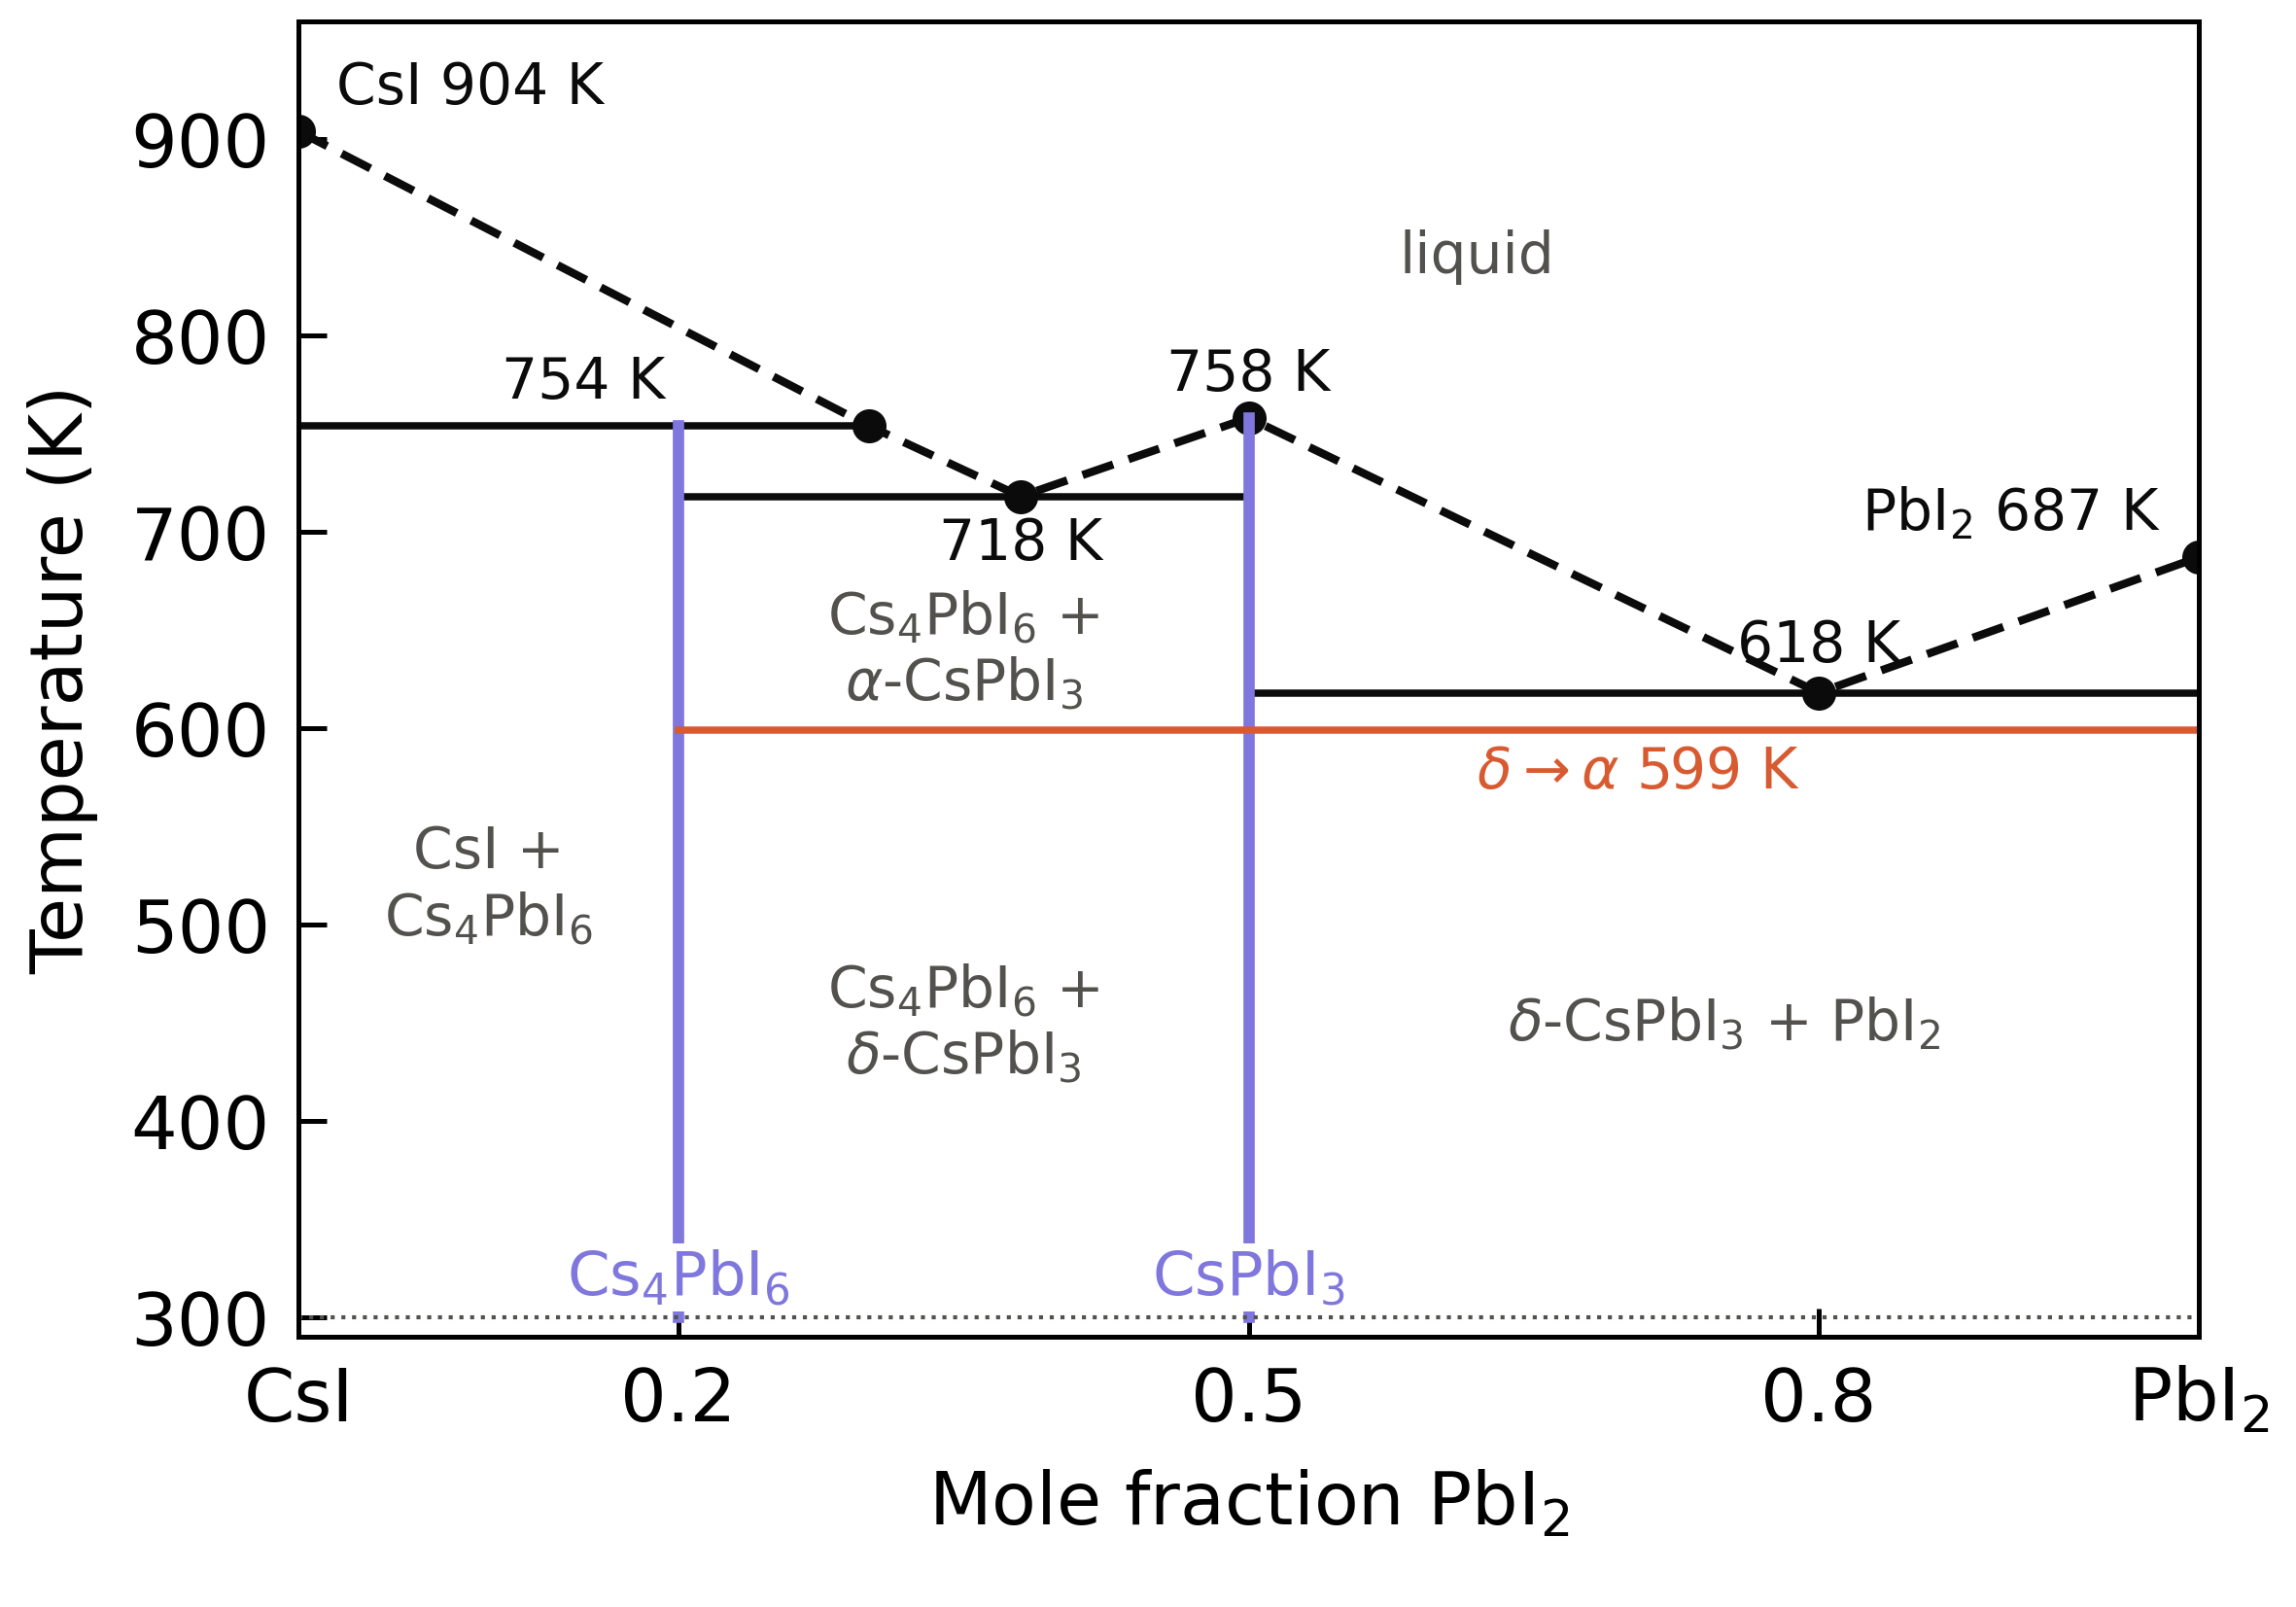 CsI 904 K
900
liquid
800
754 K
758 K
PbI₂ 687 K
700
718 K
Cs₄PbI₆ +
α-CsPbI₃
618 K
600
δ→α 599 K
CsI +
Cs₄PbI₆
500
Cs₄PbI₆ +
δ-CsPbI₃
δ-CsPbI₃ + PbI₂
400
Cs₄PbI₆
CsPbI₃
300
Temperature (K)
CsI 0.2 0.5 0.8 PbI₂
Mole fraction PbI₂